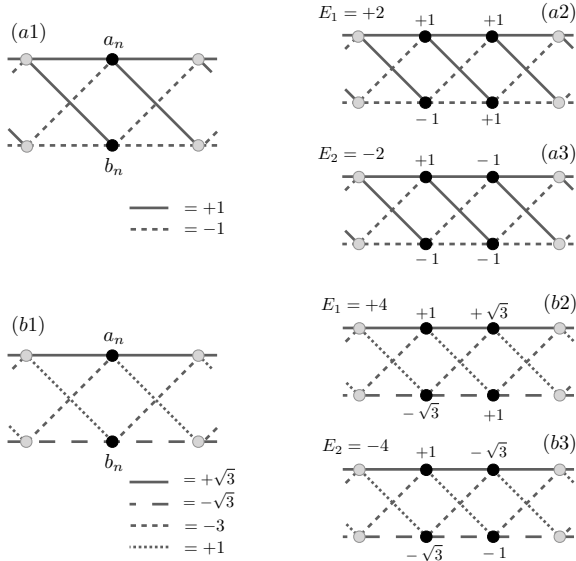 (a1)
a_n
b_n
= +1
= −1
E_1 = +2
+1
+1
(a2)
− 1
+1
E_2 = −2
+1
− 1
(a3)
− 1
− 1
(b1)
a_n
b_n
= +√3
= −√3
= −3
= +1
E_1 = +4
+1
+ √3
(b2)
− √3
+1
E_2 = −4
+1
− √3
(b3)
− √3
− 1